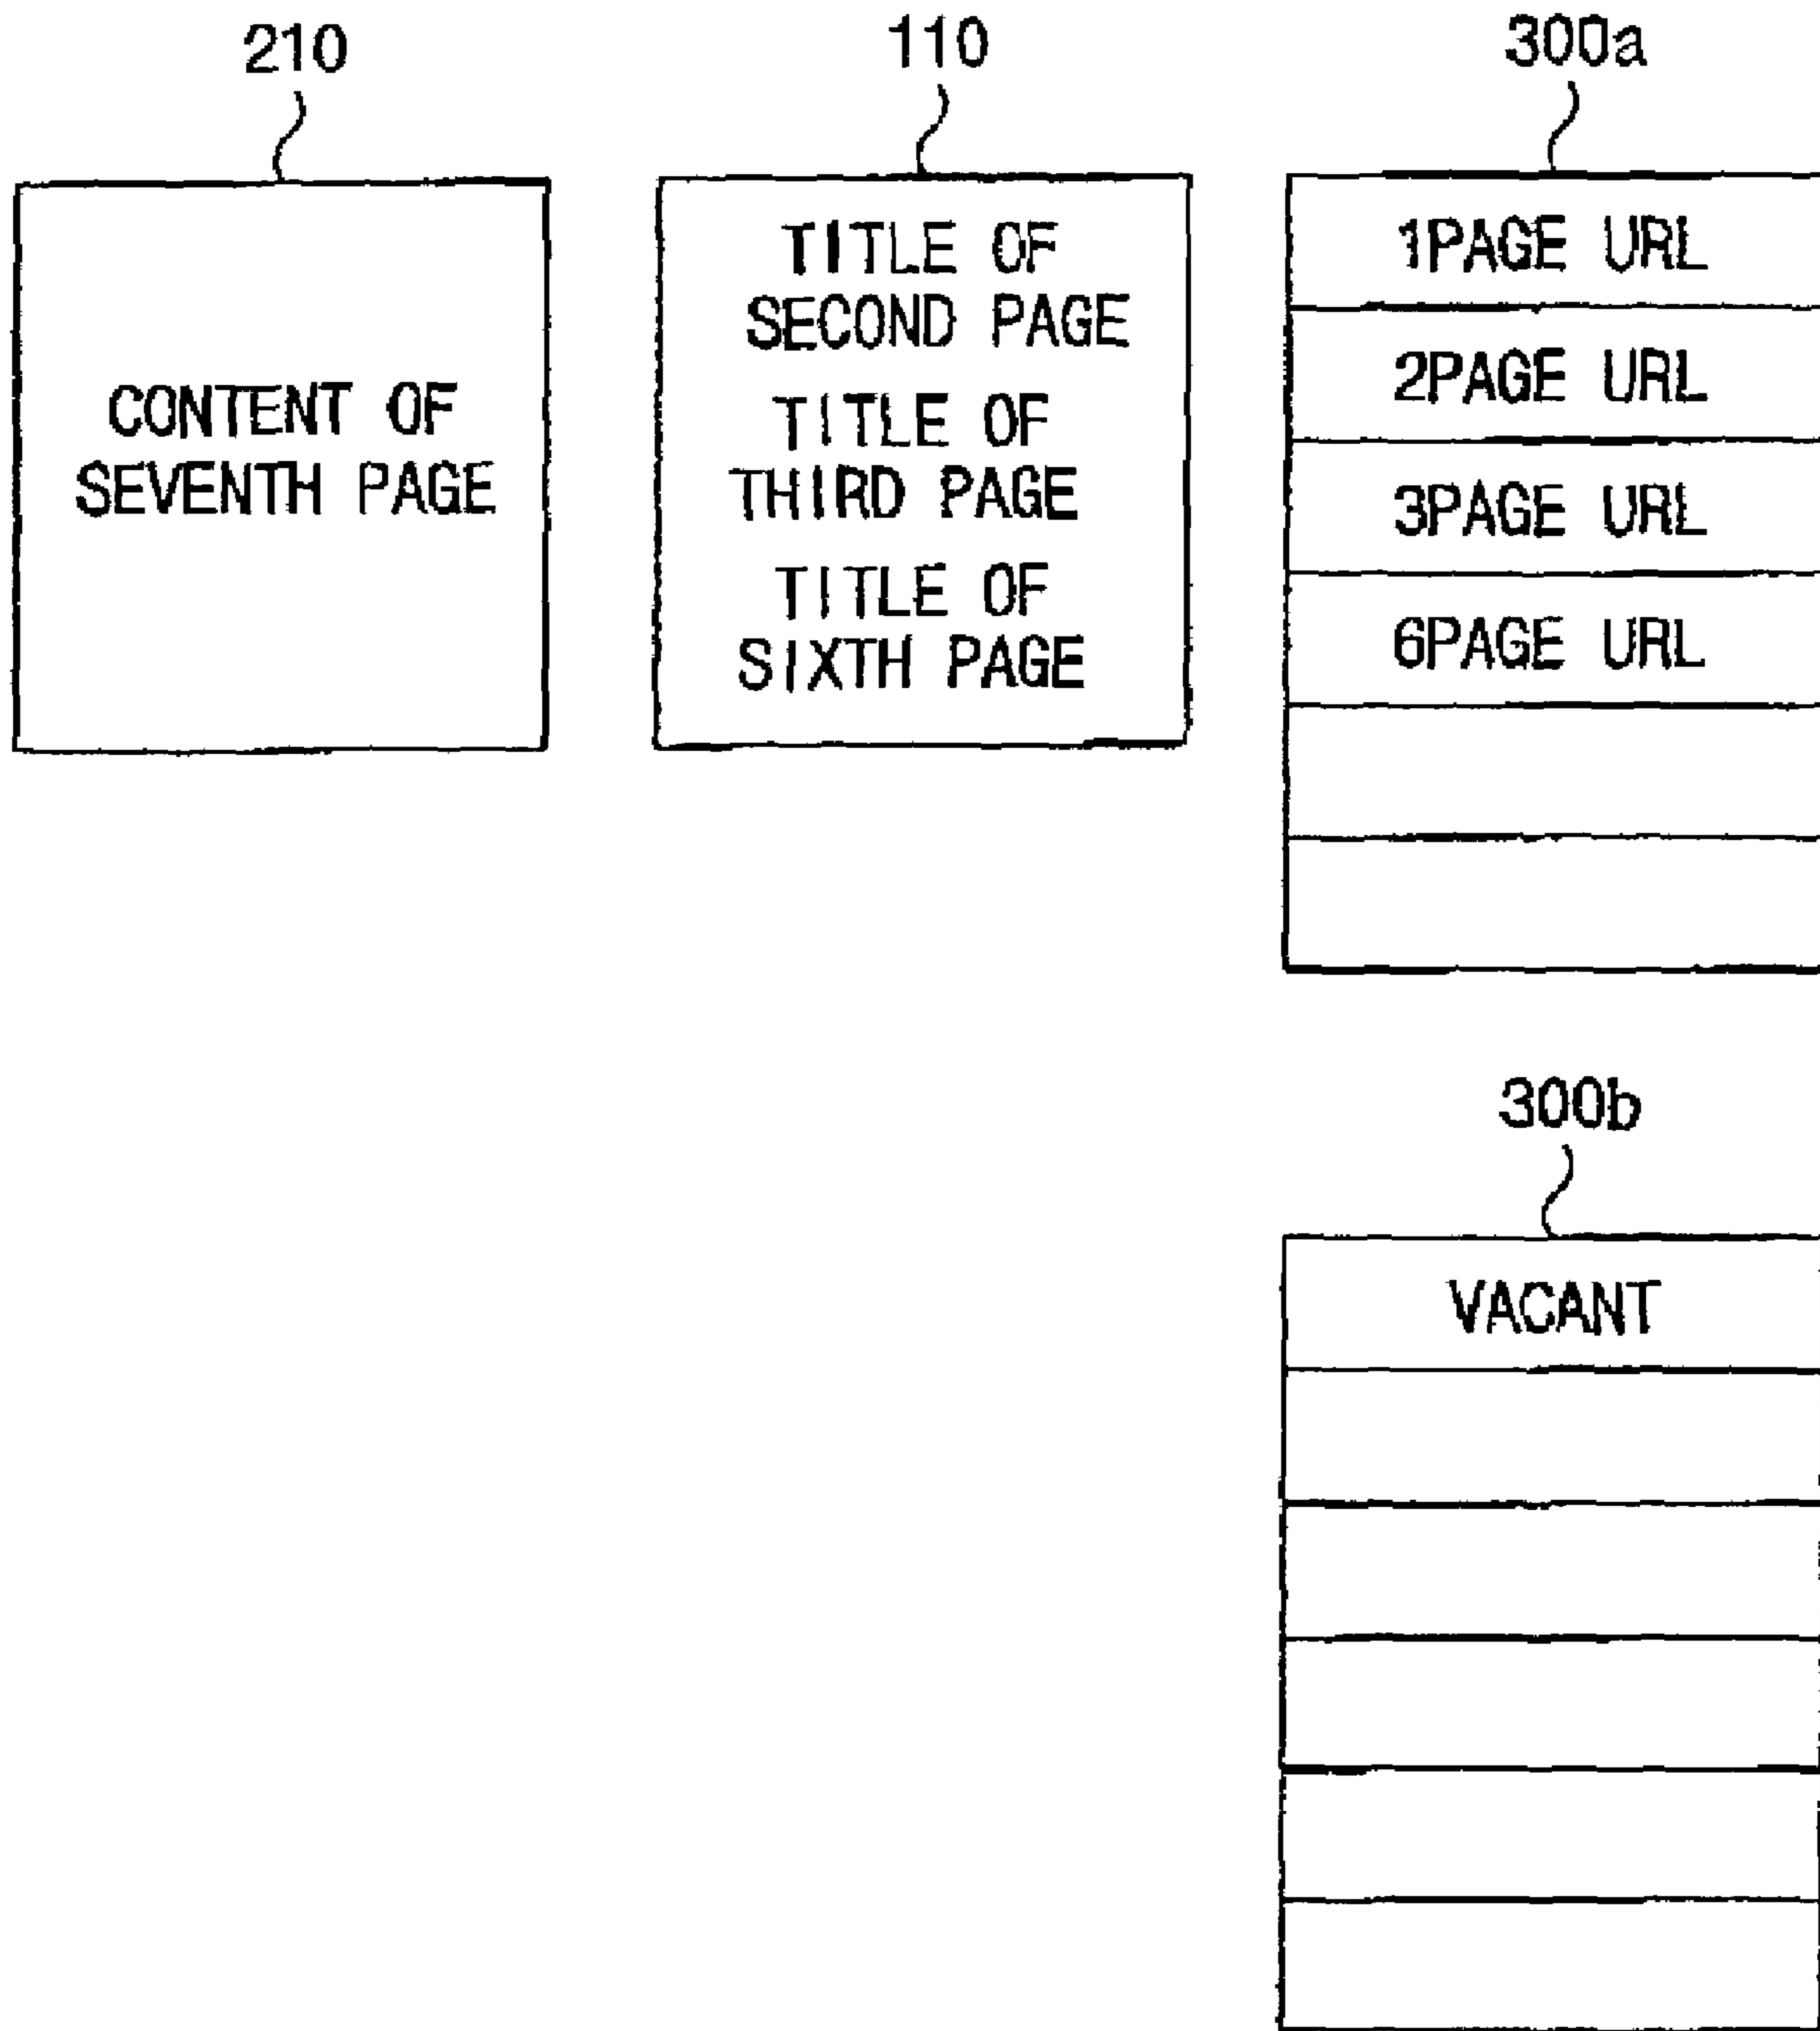 210
110
300a
CONTENT OF
SEVENTH PAGE
TITLE OF
SECOND PAGE
TITLE OF
THIRD PAGE
TITLE OF
SIXTH PAGE
1PAGE URL
2PAGE URL
3PAGE URL
6PAGE URL
300b
VACANT